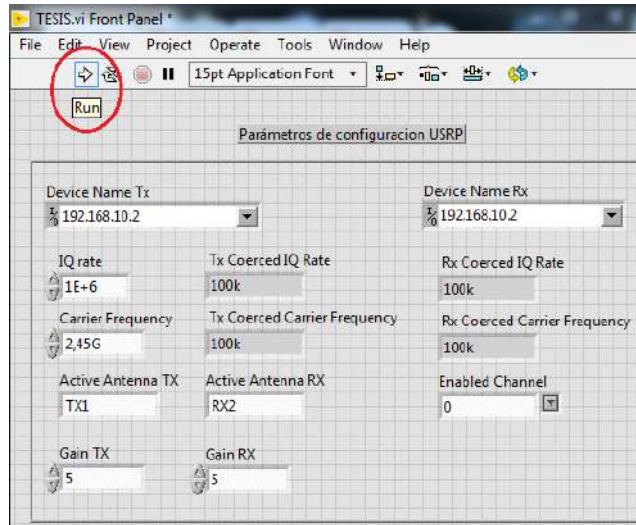 TESIS.vi Front Panel *
File Edit View Project Operate Tools Window Help
15pt Application Font
Run
Parámetros de configuracion USRP
Device Name Tx Device Name Rx
192.168.10.2 192.168.10.2
IQ rate Tx Coerced IQ Rate Rx Coerced IQ Rate
1E+6 100k 100k
Carrier Frequency Tx Coerced Carrier Frequency Rx Coerced Carrier Frequency
2,45G 100k 100k
Active Antenna TX Active Antenna RX Enabled Channel
TX1 RX2 0
Gain TX Gain RX
5 5